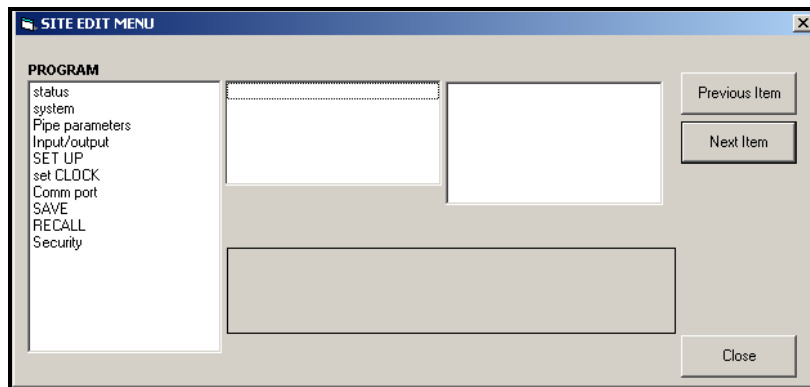 SITE EDIT MENU
PROGRAM
status
system
Pipe parameters
Input/output
SET UP
set CLOCK
Comm port
SAVE
RECALL
Security
Previous Item
Next Item
Close